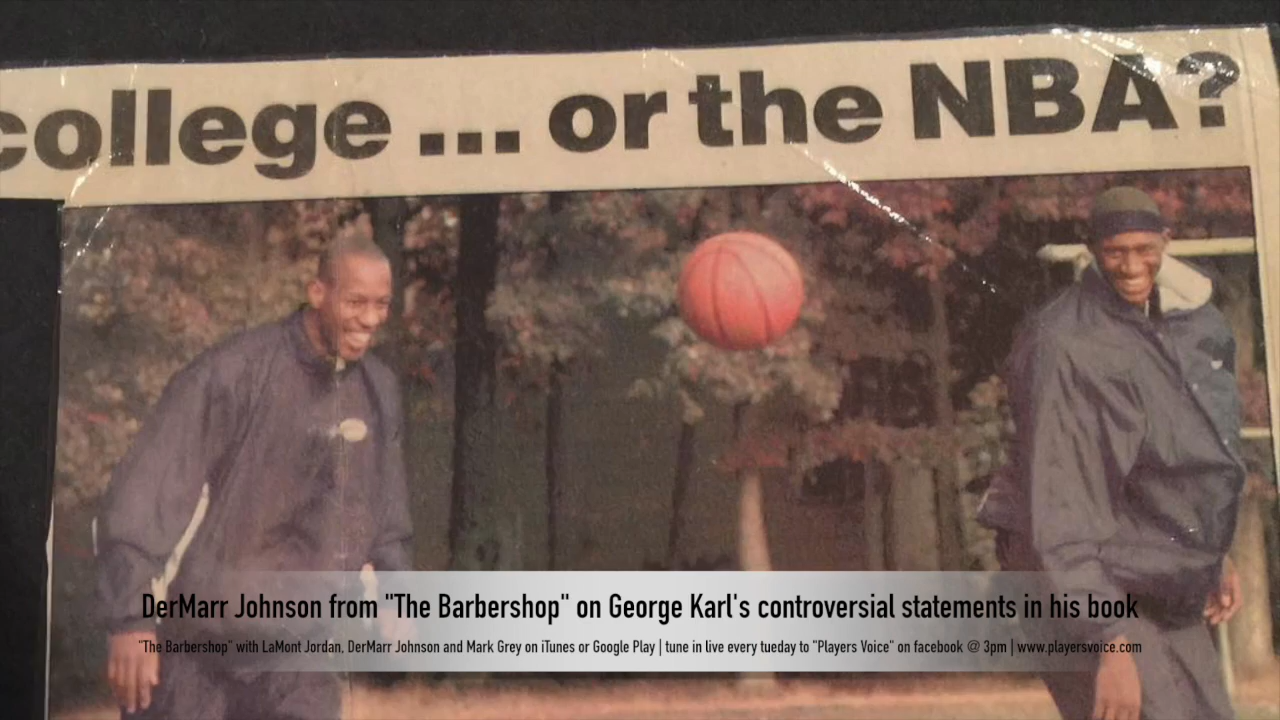 college ... or the NBA?
DerMarr Johnson from "The Barbershop" on George Karl's controversial statements in his book
"The Barbershop" with LaMont Jordan, DerMarr Johnson and Mark Grey on iTunes or Google Play | tune in live every tueday to "Players Voice" on facebook @ 3pm | www.playersvoice.com